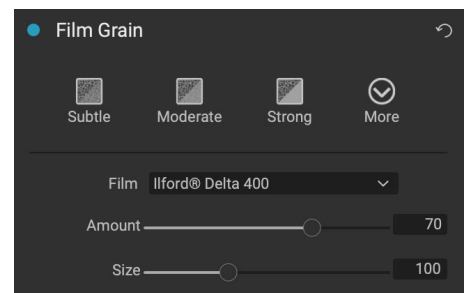 Film Grain
Subtle Moderate Strong More
Film Ilford® Delta 400
Amount 70
Size 100